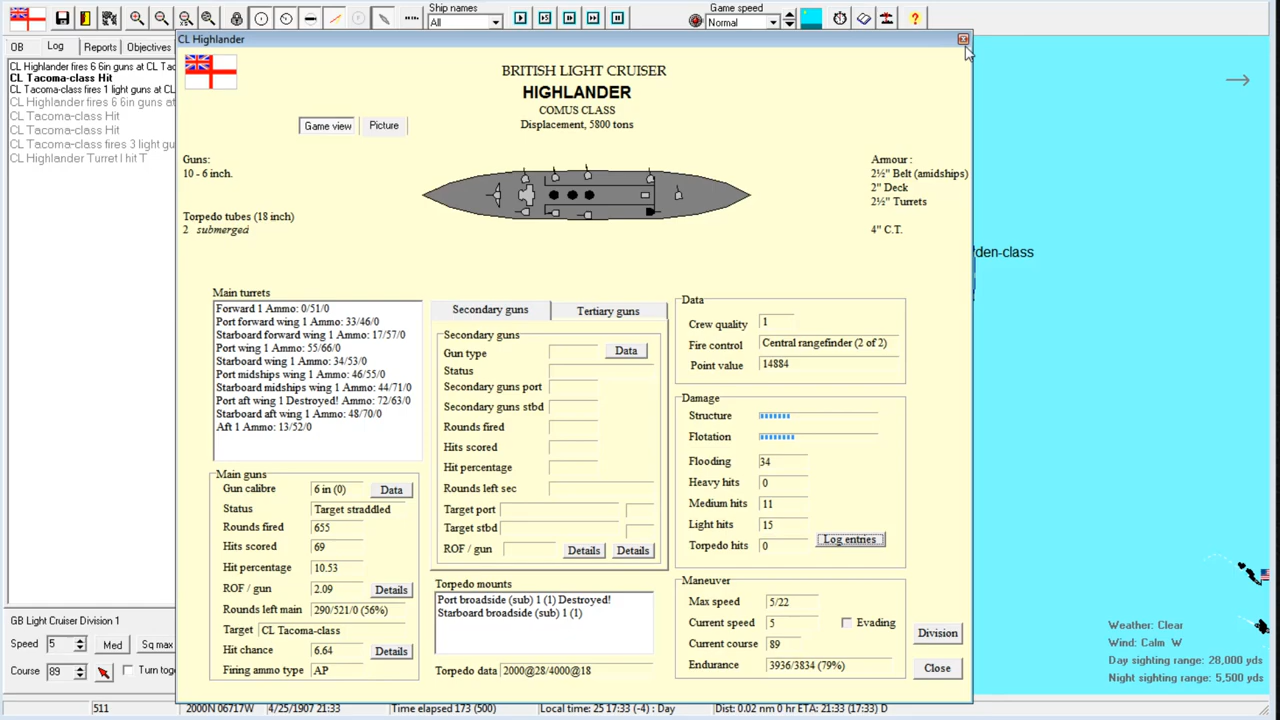 Ship names
Game speed
All
Normal
OB Log Reports Objectives
CL Highlander
CL Highlander fires 6 6in guns at CL Tac
CL Tacoma-class Hit
CL Tacoma-class fires 1 light guns at CL
CL Highlander fires 6 6in guns at
CL Tacoma-class Hit
CL Tacoma-class Hit
CL Tacoma-class fires 3 light gu
CL Highlander Turret I hit T
BRITISH LIGHT CRUISER
HIGHLANDER
COMUS CLASS
Displacement, 5800 tons
Game view Picture
Guns:
10 - 6 inch.
Torpedo tubes (18 inch)
2 submerged
Armour :
2½" Belt (amidships)
2" Deck
2½" Turrets
4" C.T.
den-class
Main turrets
Forward 1 Ammo: 0/51/0
Port forward wing 1 Ammo: 33/46/0
Starboard forward wing 1 Ammo: 17/57/0
Port wing 1 Ammo: 55/66/0
Starboard wing 1 Ammo: 34/53/0
Port midships wing 1 Ammo: 46/55/0
Starboard midships wing 1 Ammo: 44/71/0
Port aft wing 1 Destroyed! Ammo: 72/63/0
Starboard aft wing 1 Ammo: 48/70/0
Aft 1 Ammo: 13/52/0
Main guns
Gun calibre 6 in (0) Data
Status Target straddled
Rounds fired 655
Hits scored 69
Hit percentage 10.53
ROF / gun 2.09 Details
Rounds left main 290/521/0 (56%)
Target CL Tacoma-class
Hit chance 6.64 Details
Firing ammo type AP
Secondary guns Tertiary guns
Secondary guns
Gun type Data
Status
Secondary guns port
Secondary guns stbd
Rounds fired
Hits scored
Hit percentage
Rounds left sec
Target port
Target stbd
ROF / gun Details Details
Torpedo mounts
Port broadside (sub) 1 (1) Destroyed!
Starboard broadside (sub) 1 (1)
Torpedo data 2000@28/4000@18
Data
Crew quality 1
Fire control Central rangefinder (2 of 2)
Point value 14884
Damage
Structure
Flotation
Flooding 34
Heavy hits 0
Medium hits 11
Light hits 15
Torpedo hits 0 Log entries
Maneuver
Max speed 5/22
Current speed 5 Evading
Current course 89
Endurance 3936/3834 (79%)
Division
Close
GB Light Cruiser Division 1
Speed 5 Med Sq max
Course 89 Turn toge
Weather: Clear
Wind: Calm W
Day sighting range: 28,000 yds
Night sighting range: 5,500 yds
511 2000N 06717W 4/25/1907 21:33 Time elapsed 173 (500) Local time: 25 17:33 (-4) : Day Dist: 0.02 nm 0 hr ETA: 21:33 (17:33) D